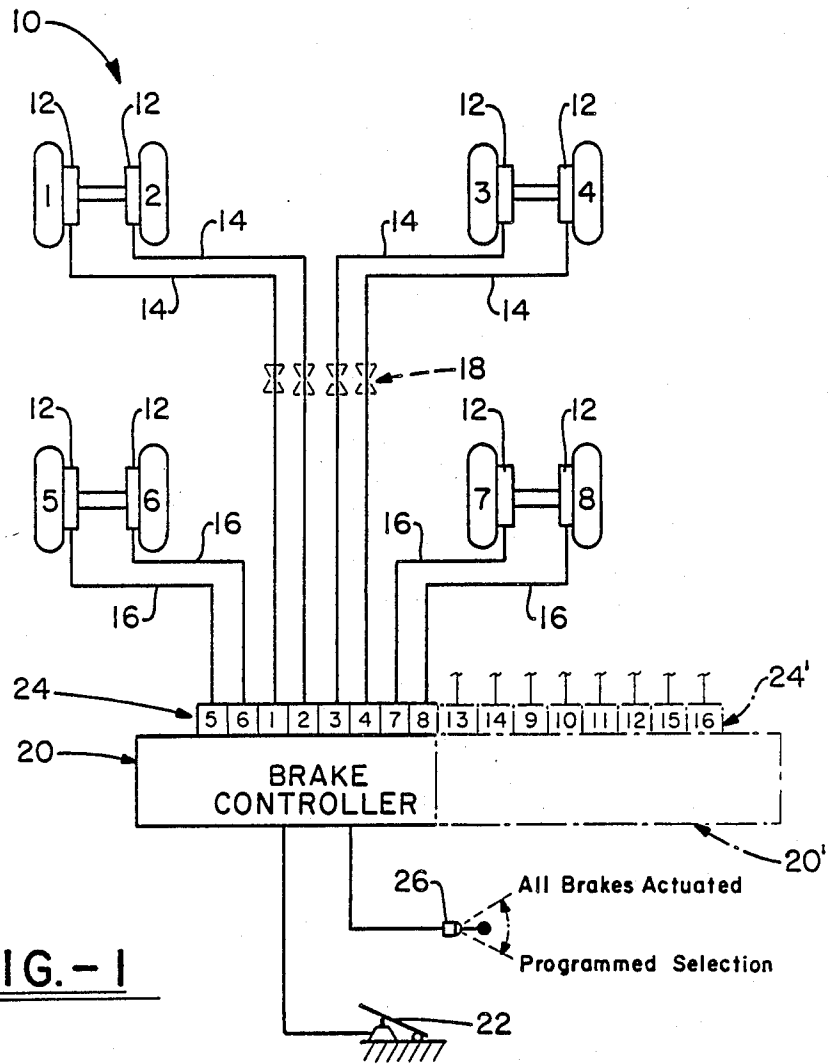 10
12 12 12 12
1 2 3 4
14 14
14 14
18
12 12 12 12
5 6 7 8
16 16
16 16
24 5 6 1 2 3 4 7 8 13 14 9 10 11 12 15 16 24'
20
BRAKE
CONTROLLER
20'
26 All Brakes Actuated
Programmed Selection
IG.-1
22